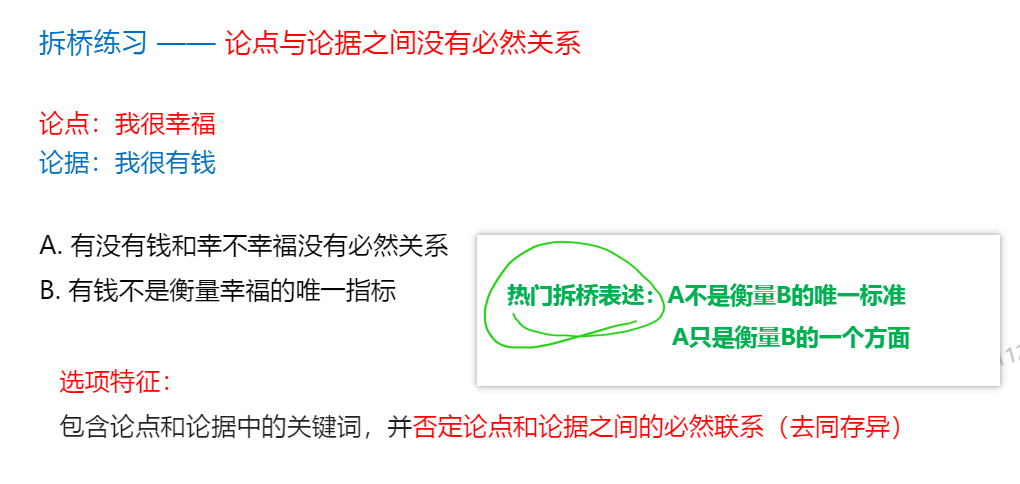 拆桥练习 —— 论点与论据之间没有必然关系
论点：我很幸福
论据：我很有钱
A. 有没有钱和幸不幸福没有必然关系
B. 有钱不是衡量幸福的唯一指标
热门拆桥表述：A不是衡量B的唯一标准
A只是衡量B的一个方面
选项特征：
包含论点和论据中的关键词，并否定论点和论据之间的必然联系（去同存异）